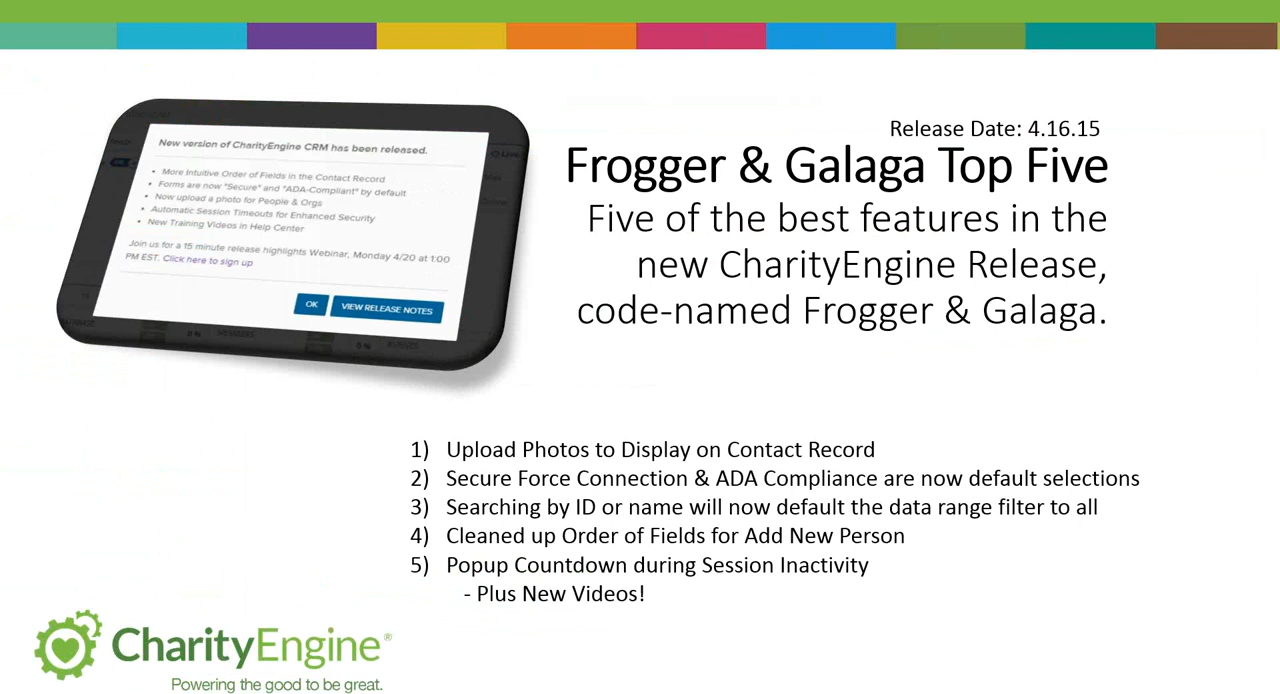 Release Date: 4.16.15
Frogger & Galaga Top Five
Five of the best features in the
new CharityEngine Release,
code-named Frogger & Galaga.
New version of CharityEngine CRM has been released.
• More Intuitive Order of Fields in the Contact Record
• Forms are now "Secure" and "ADA-Compliant" by default
• Now upload a photo for People & Orgs
• Automatic Session Timeouts for Enhanced Security
• New Training Videos in Help Center
Join us for a 15 minute release highlights Webinar, Monday 4/20 at 1:00
PM EST. Click here to sign up
OK VIEW RELEASE NOTES
1) Upload Photos to Display on Contact Record
2) Secure Force Connection & ADA Compliance are now default selections
3) Searching by ID or name will now default the data range filter to all
4) Cleaned up Order of Fields for Add New Person
5) Popup Countdown during Session Inactivity
- Plus New Videos!
CharityEngine®
Powering the good to be great.